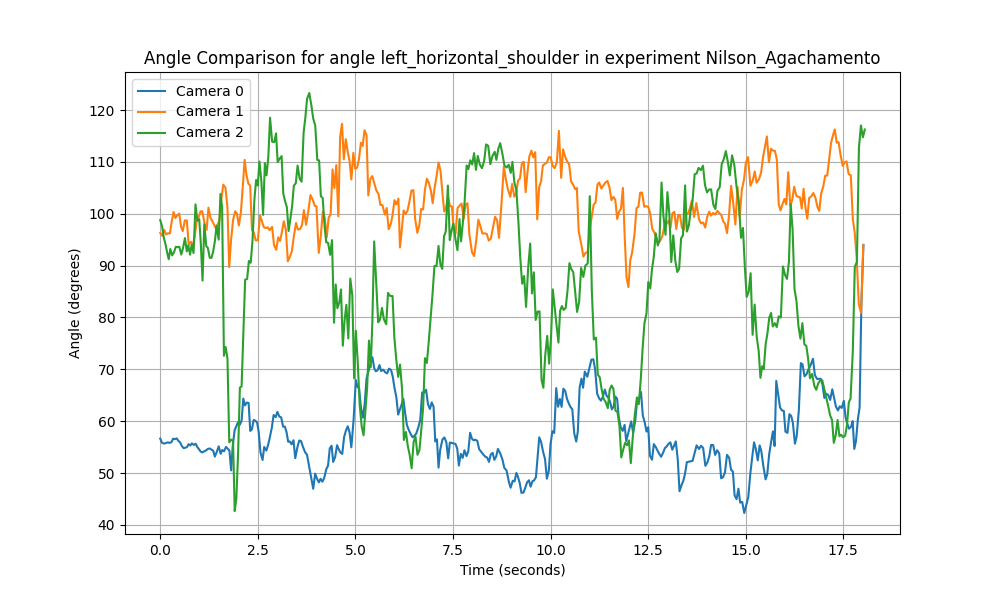 Angle Comparison for angle left_horizontal_shoulder in experiment Nilson_Agachamento
Camera 0
Camera 1
Camera 2
Angle (degrees)
120
110
100
90
80
70
60
50
40
0.0 2.5 5.0 7.5 10.0 12.5 15.0 17.5
Time (seconds)